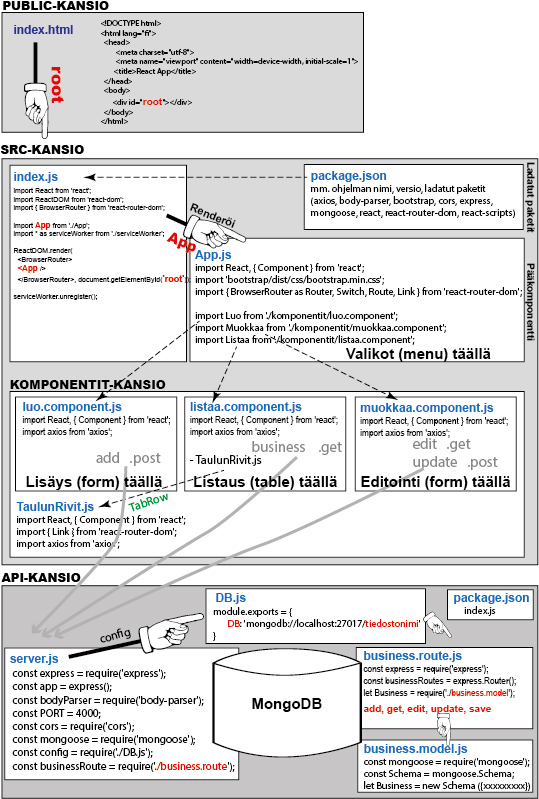 PUBLIC-KANSIO
index.html
<!DOCTYPE html>
<html lang="fi">
<head>
<meta charset="utf-8">
<meta name="viewport" content="width=device-width, initial-scale=1">
<title>React App</title>
</head>
<body>
<div id="root"></div>
</body>
</html>
root
SRC-KANSIO
index.js
Import React from 'react';
Import ReactDOM from 'react-dom';
Import { BrowserRouter } from 'react-router-dom';
Import App from './App';
Import * as serviceWorker from './serviceWorker';
ReactDOM.render(
<BrowserRouter>
<App />
</BrowserRouter>, document.getElementById('root');
serviceWorker.unregister();
package.json
mm. ohjelman nimi, versio, ladatut paketit
(axios, body-parser, bootstrap, cors, express,
mongoose, react, react-router-dom, react-scripts)
Ladatut paketit
Renderöi
App
App.js
import React, { Component } from 'react';
import 'bootstrap/dist/css/bootstrap.min.css';
import { BrowserRouter as Router, Switch, Route, Link } from 'react-router-dom';
import Luo from './komponentit/luo.component';
import Muokkaa from './komponentit/muokkaa.component';
import Listaa from './komponentit/listaa.component';
Valikot (menu) täällä
Pääkomponentti
KOMPONENTIT-KANSIO
luo.component.js
import React, { Component } from 'react';
import axios from 'axios';
add .post
Lisäys (form) täällä
listaa.component.js
import React, { Component } from 'react';
import axios from 'axios';
business .get
- TaulunRivit.js
Listaus (table) täällä
muokkaa.component.js
import React, { Component } from 'react';
import axios from 'axios';
edit .get
update .post
Editointi (form) täällä
TaulunRivit.js
TabRow
import React, { Component } from 'react';
import { Link } from 'react-router-dom';
import axios from 'axios';
API-KANSIO
DB.js
module.exports = {
DB: 'mongodb://localhost:27017/tiedostonimi'
}
package.json
index.js
config
server.js
const express = require('express');
const app = express();
const bodyParser = require('body-parser');
const PORT = 4000;
const cors = require('cors');
const mongoose = require('mongoose');
const config = require('./DB.js');
const businessRoute = require('./business.route');
MongoDB
business.route.js
const express = require('express');
const businessRoutes = express.Router();
let Business = require('./business.model');
add, get, edit, update, save
business.model.js
const mongoose = require('mongoose');
const Schema = mongoose.Schema;
let Business = new Schema ({xxxxxxxxx})